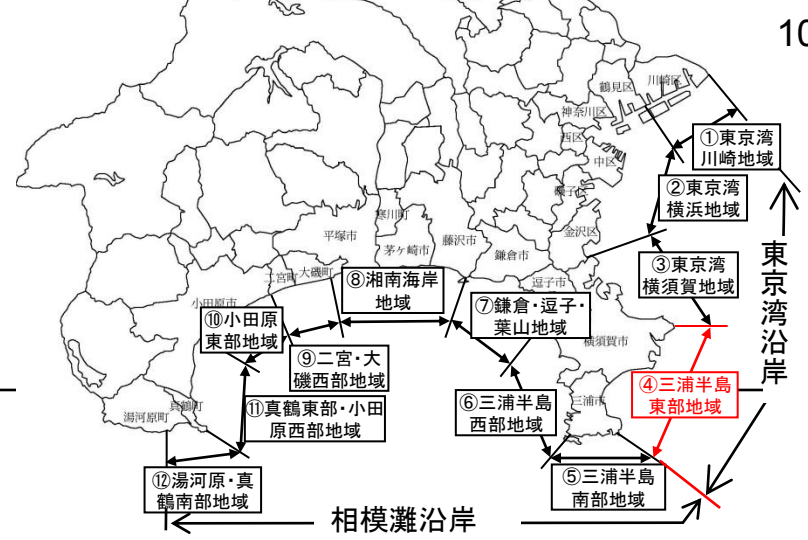 10
川崎区
鶴見区
神奈川区
西区
中区
磯子区
金沢区
①東京湾
川崎地域
②東京湾
横浜地域
③東京湾
横須賀地域
東京湾沿岸
寒川町
平塚市
茅ヶ崎市
藤沢市
鎌倉市
逗子市
二宮町
大磯町
小田原市
⑧湘南海岸
地域
⑦鎌倉・逗子・
葉山地域
横須賀市
⑩小田原
東部地域
⑨二宮・大
磯西部地域
④三浦半島
東部地域
三浦市
⑥三浦半島
西部地域
真鶴町
湯河原町
⑪真鶴東部・小田
原西部地域
⑫湯河原・真
鶴南部地域
⑤三浦半島
南部地域
相模灘沿岸